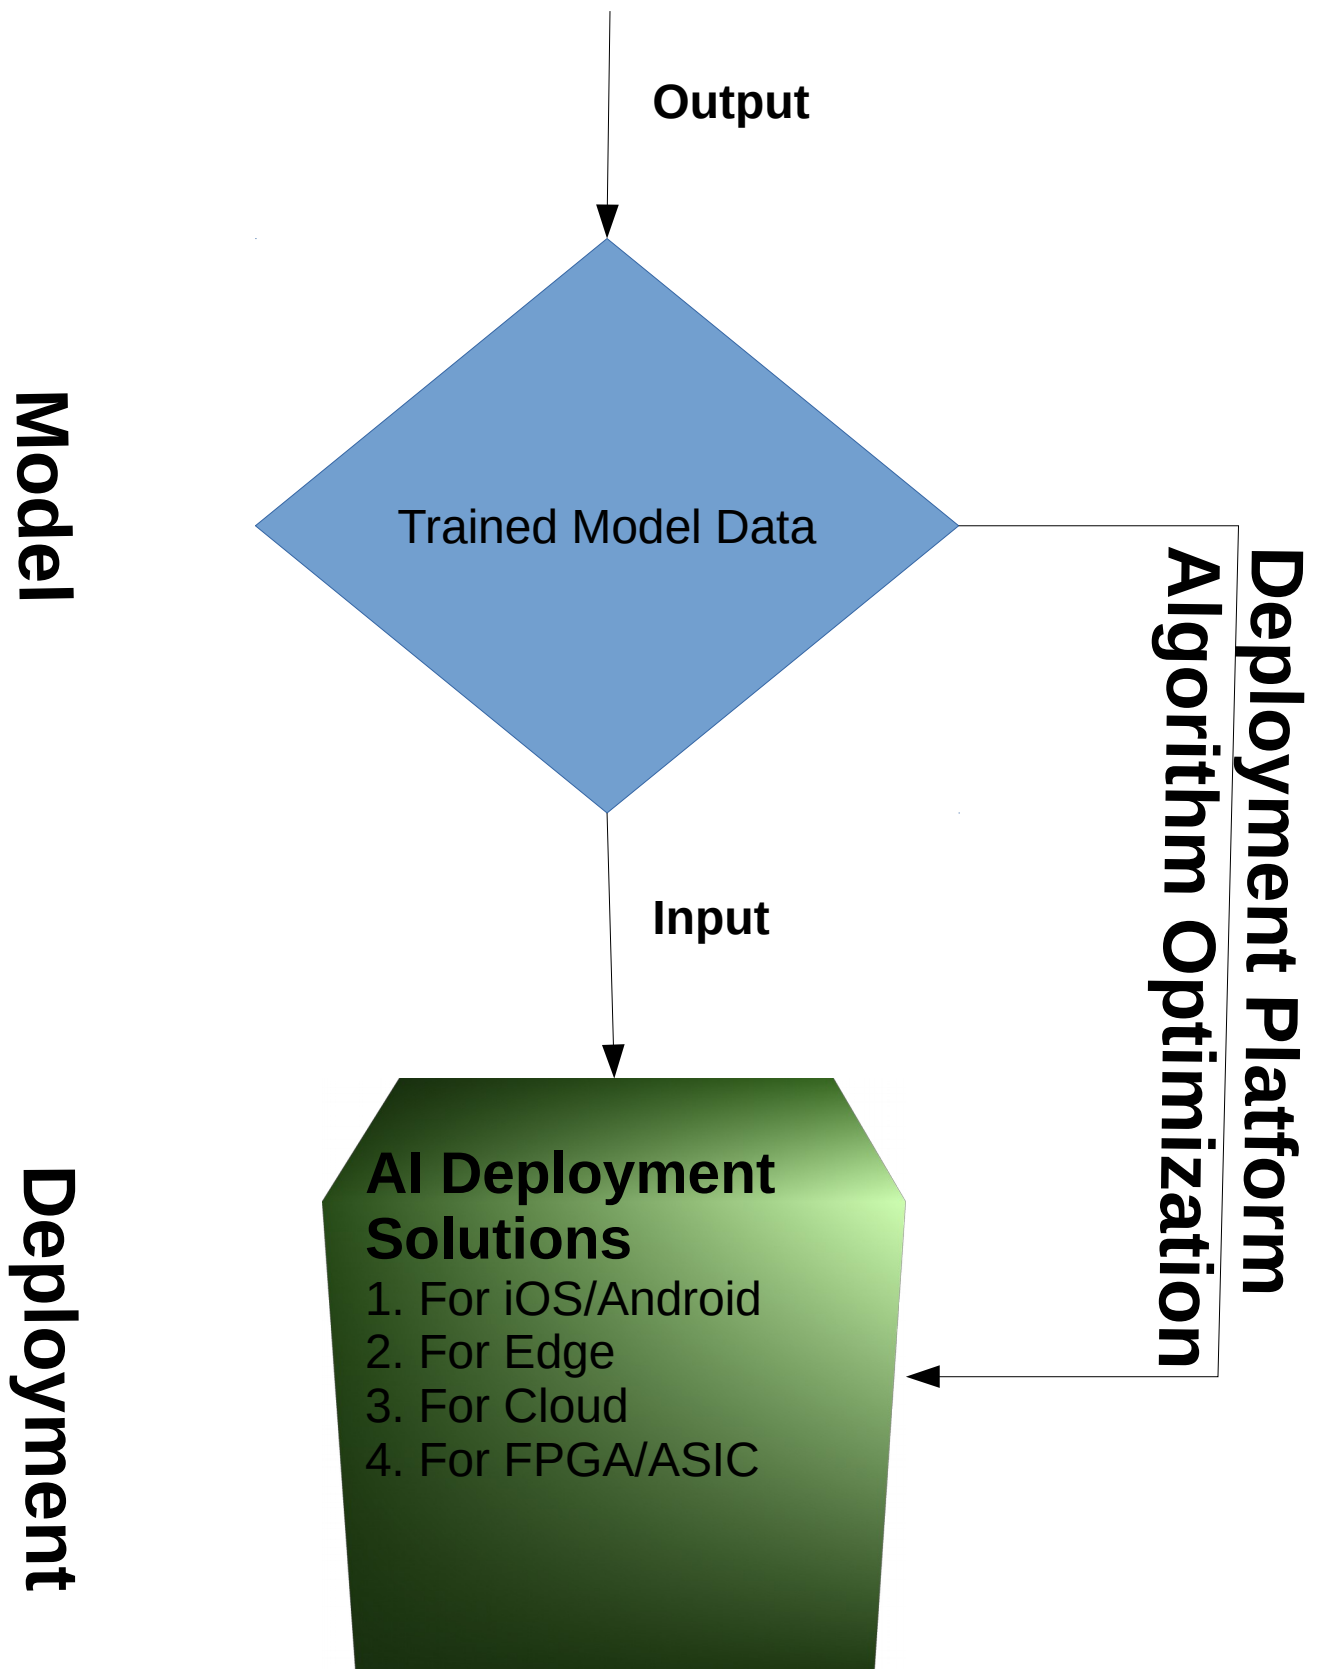 Output
Model
Trained Model Data
Deployment Platform
Algorithm Optimization
Input
Deployment
AI Deployment
Solutions
1. For iOS/Android
2. For Edge
3. For Cloud
4. For FPGA/ASIC